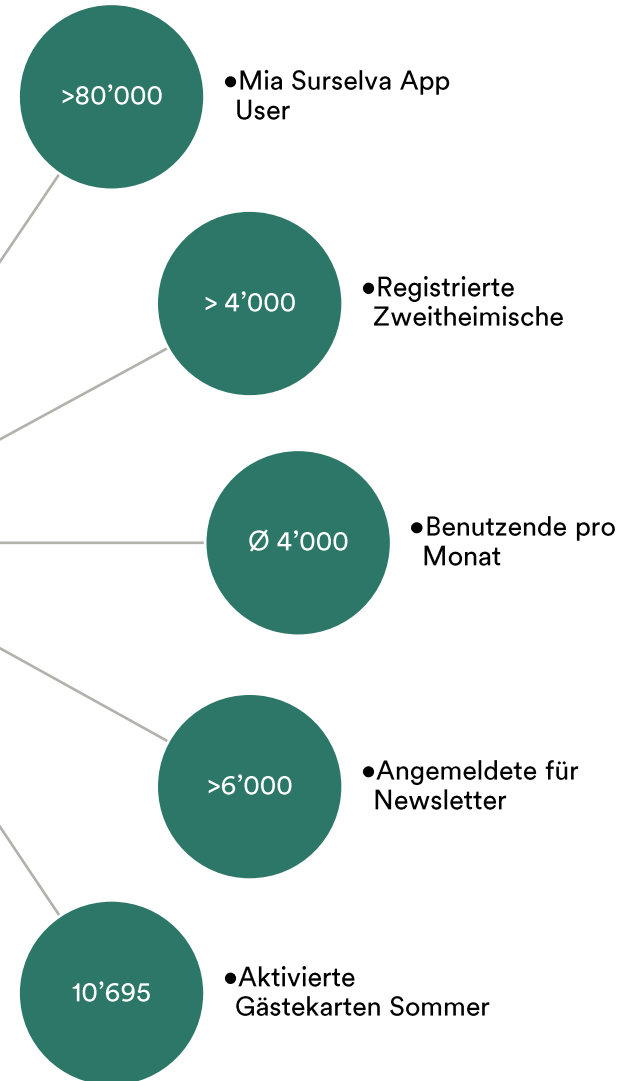 >80’000
•Mia Surselva App
User
> 4’000
•Registrierte
Zweitheimische
Ø 4’000
•Benutzende pro
Monat
>6’000
•Angemeldete für
Newsletter
10’695
•Aktivierte
Gästekarten Sommer